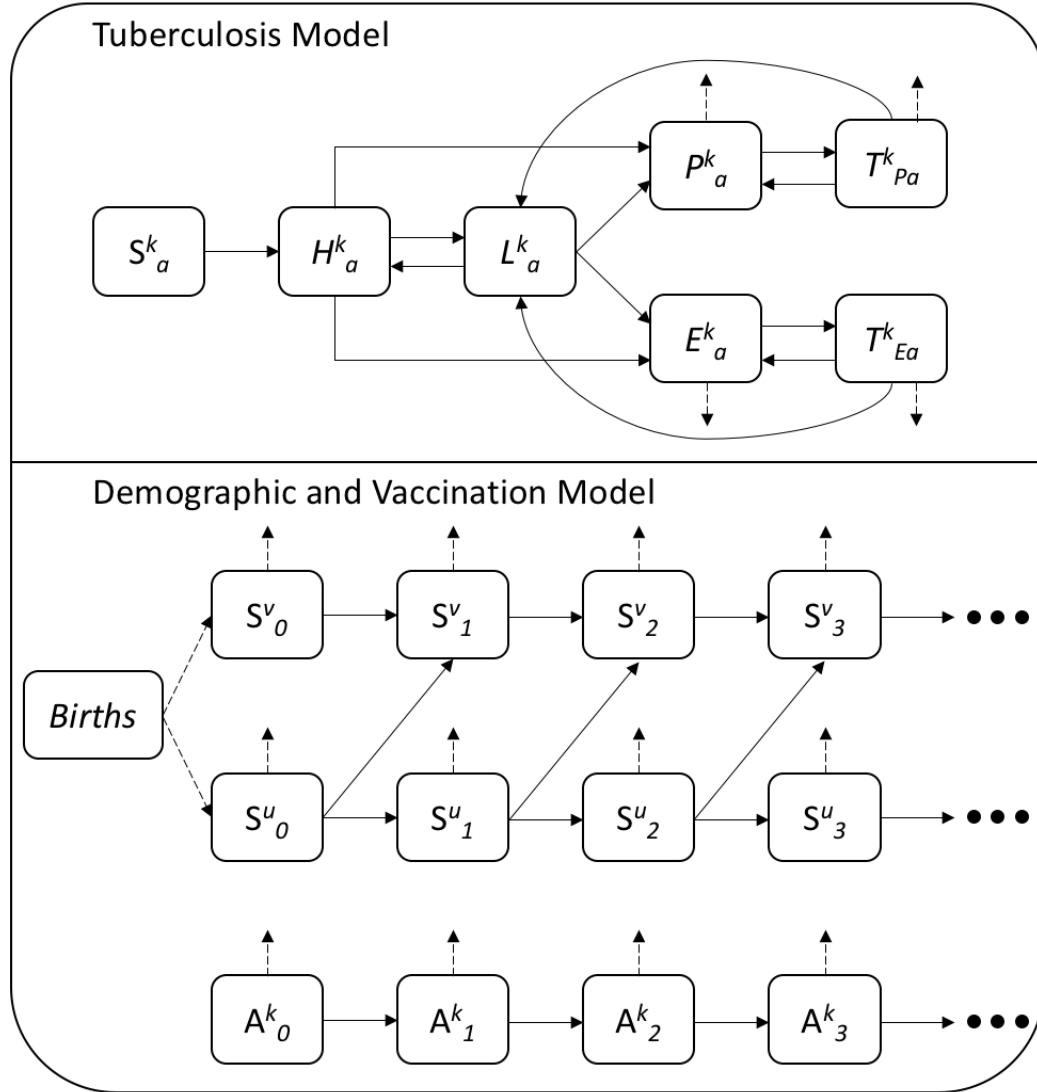 Tuberculosis Model
P^k_a T^k_Pa
S^k_a H^k_a L^k_a
E^k_a T^k_Ea
Demographic and Vaccination Model
S^v_0 S^v_1 S^v_2 S^v_3 •••
Births
S^u_0 S^u_1 S^u_2 S^u_3 •••
A^k_0 A^k_1 A^k_2 A^k_3 •••